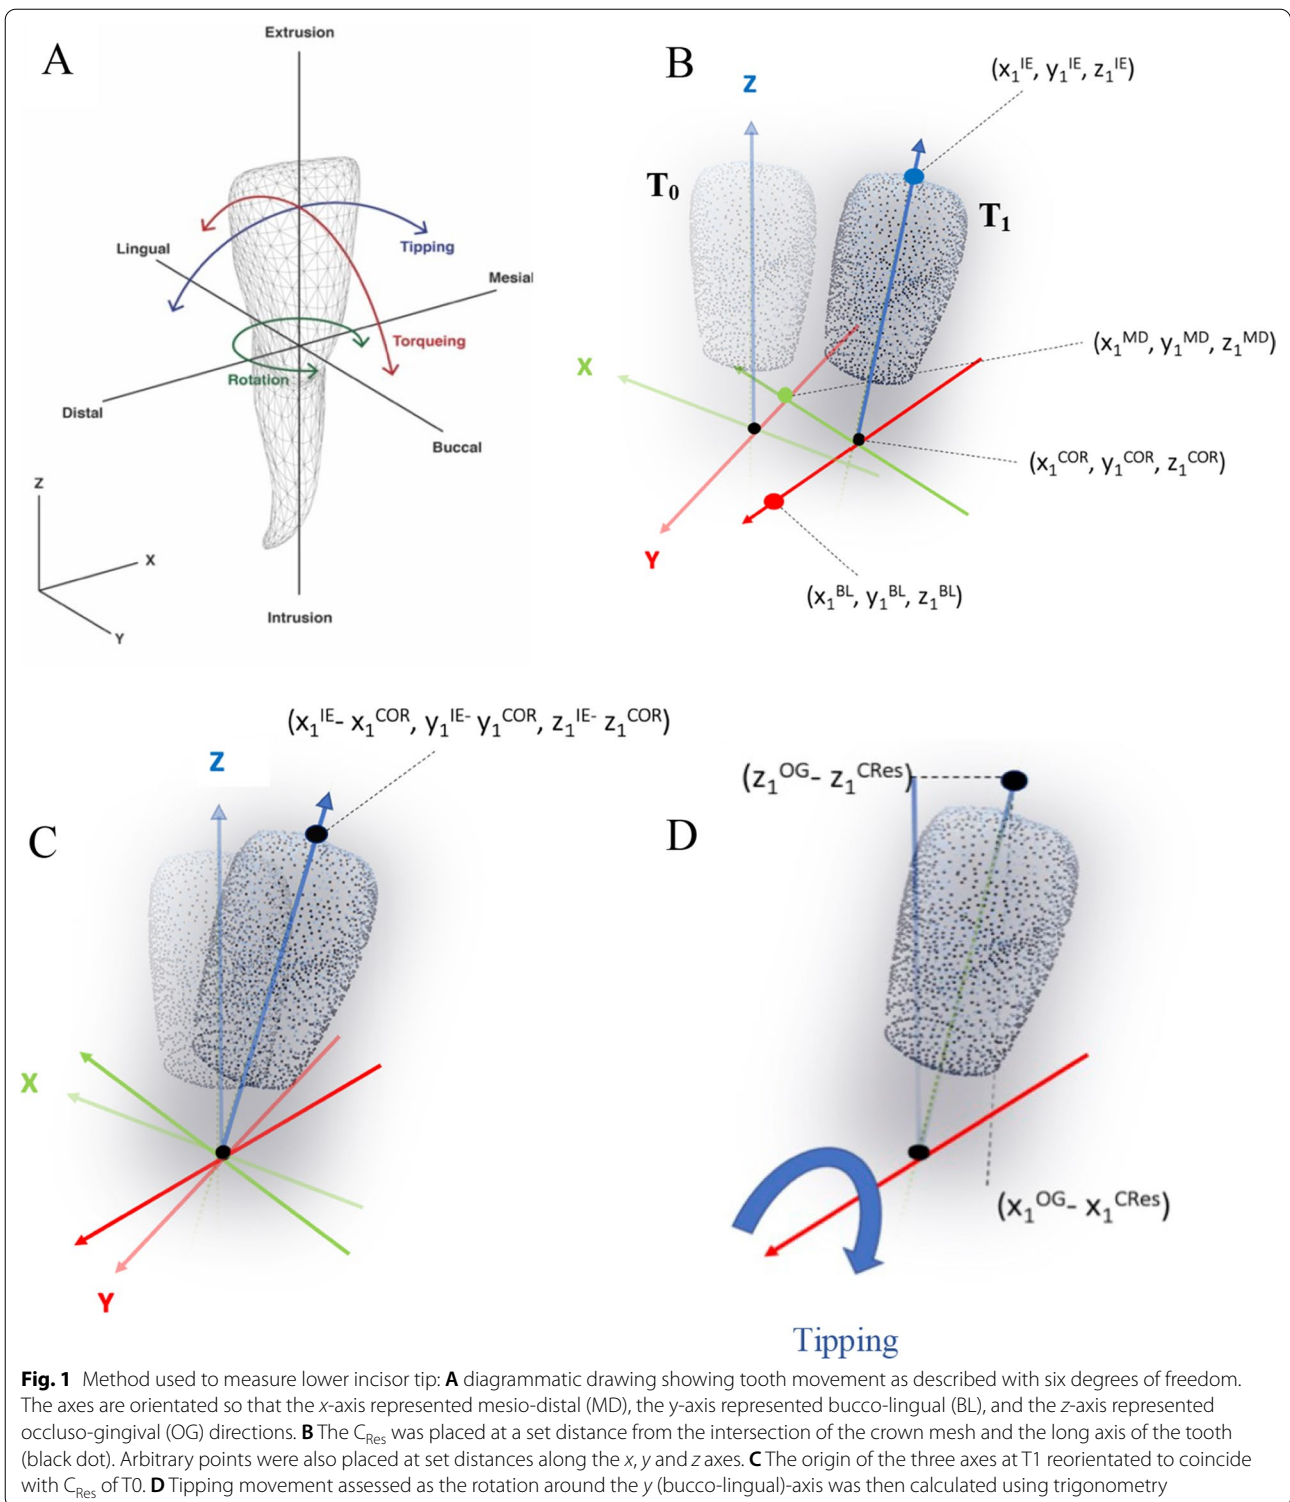 A
Extrusion
Lingual
Tipping
Mesial
Torqueing
Rotation
Distal
Buccal
Z
X
Y
Intrusion
B
Z
(x₁ᴵᴱ, y₁ᴵᴱ, z₁ᴵᴱ)
T₀
T₁
X
(x₁ᴹᴰ, y₁ᴹᴰ, z₁ᴹᴰ)
(x₁ᶜᴼᴿ, y₁ᶜᴼᴿ, z₁ᶜᴼᴿ)
Y
(x₁ᴮᴸ, y₁ᴮᴸ, z₁ᴮᴸ)
C
(x₁ᴵᴱ- x₁ᶜᴼᴿ, y₁ᴵᴱ- y₁ᶜᴼᴿ, z₁ᴵᴱ- z₁ᶜᴼᴿ)
Z
X
Y
D
(z₁ᴼᴳ- z₁ᶜᴿᵉˢ)
(x₁ᴼᴳ- x₁ᶜᴿᵉˢ)
Tipping
Fig. 1 Method used to measure lower incisor tip: A diagrammatic drawing showing tooth movement as described with six degrees of freedom.
The axes are orientated so that the x-axis represented mesio-distal (MD), the y-axis represented bucco-lingual (BL), and the z-axis represented
occluso-gingival (OG) directions. B The C_Res was placed at a set distance from the intersection of the crown mesh and the long axis of the tooth
(black dot). Arbitrary points were also placed at set distances along the x, y and z axes. C The origin of the three axes at T1 reorientated to coincide
with C_Res of T0. D Tipping movement assessed as the rotation around the y (bucco-lingual)-axis was then calculated using trigonometry